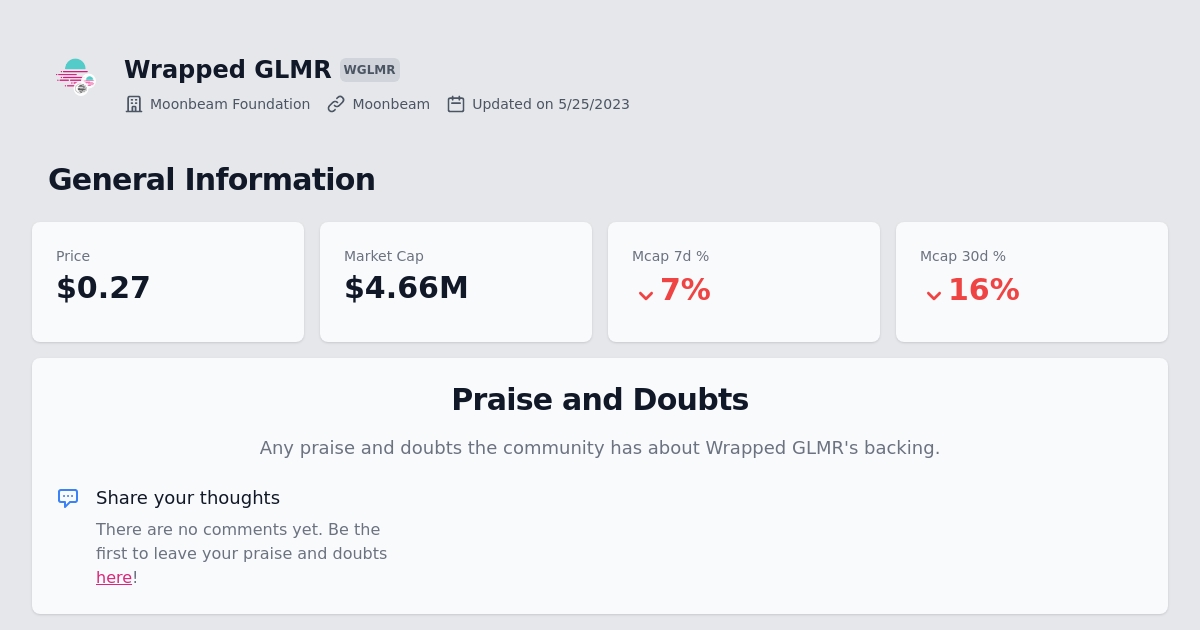 Wrapped GLMR WGLMR
Moonbeam Foundation Moonbeam Updated on 5/25/2023
General Information
Price
$0.27
Market Cap
$4.66M
Mcap 7d %
7%
Mcap 30d %
16%
Praise and Doubts
Any praise and doubts the community has about Wrapped GLMR's backing.
Share your thoughts
There are no comments yet. Be the
first to leave your praise and doubts
here!